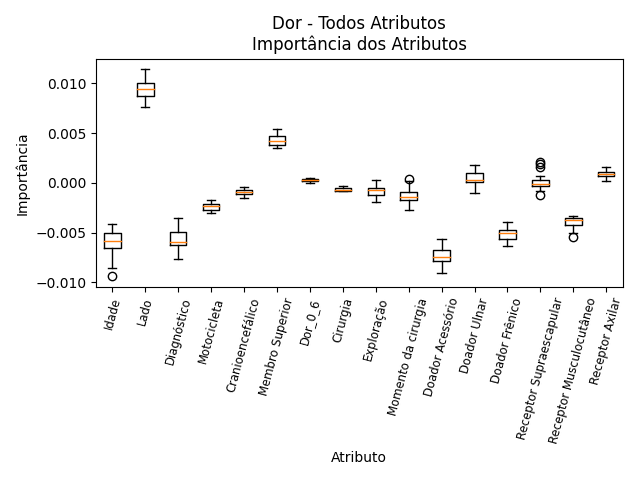 Dor - Todos Atributos
Importância dos Atributos
Importância
0.010
0.005
0.000
−0.005
−0.010
Idade
Lado
Diagnóstico
Motocicleta
Cranioencefálico
Membro Superior
Dor_0_6
Cirurgia
Exploração
Momento da cirurgia
Doador Acessório
Doador Ulnar
Doador Frênico
Receptor Supraescapular
Receptor Musculocutâneo
Receptor Axilar
Atributo